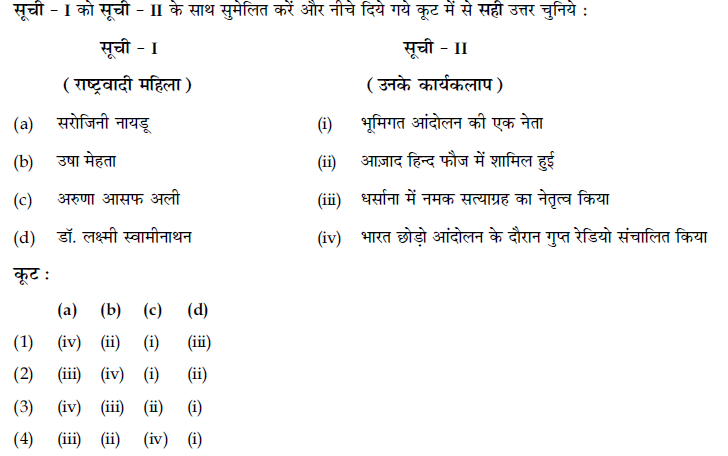 सूची - I को सूची - II के साथ सुमेलित करें और नीचे दिये गये कूट में से सही उत्तर चुनिये :
सूची - I सूची - II
( राष्ट्रवादी महिला ) ( उनके कार्यकलाप )
(a) सरोजिनी नायडू (i) भूमिगत आंदोलन की एक नेता
(b) उषा मेहता (ii) आज़ाद हिन्द फौज में शामिल हुई
(c) अरुणा आसफ अली (iii) धर्साना में नमक सत्याग्रह का नेतृत्व किया
(d) डॉ. लक्ष्मी स्वामीनाथन (iv) भारत छोड़ो आंदोलन के दौरान गुप्त रेडियो संचालित किया
कूट :
(a) (b) (c) (d)
(1) (iv) (ii) (i) (iii)
(2) (iii) (iv) (i) (ii)
(3) (iv) (iii) (ii) (i)
(4) (iii) (ii) (iv) (i)